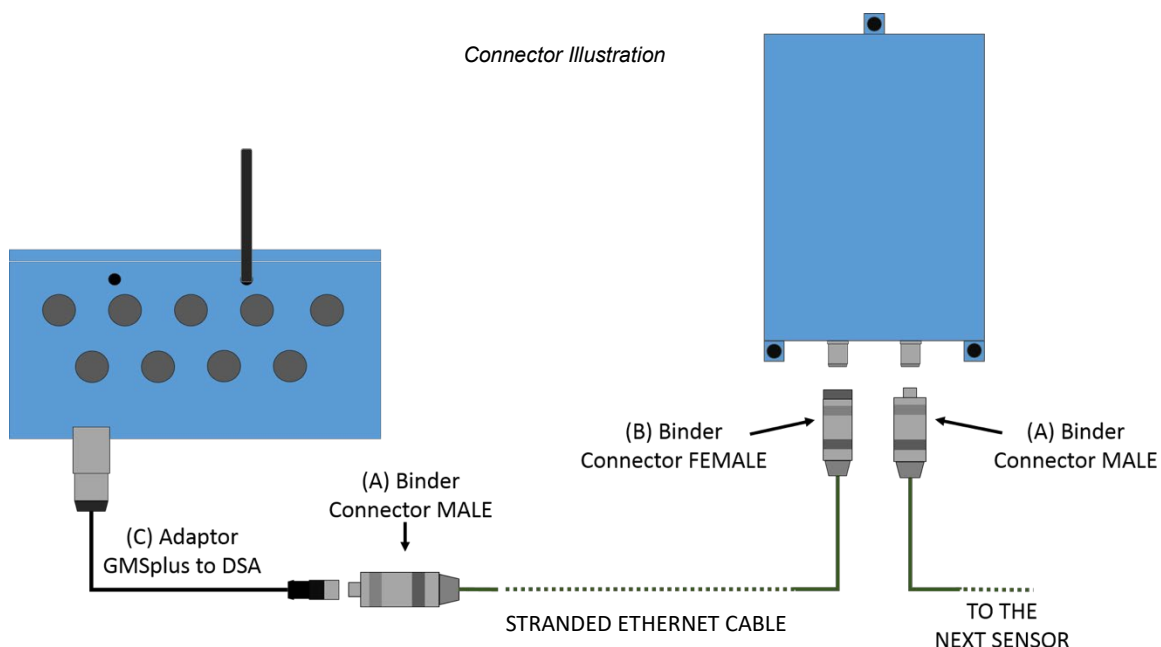 Connector Illustration
(B) Binder
Connector FEMALE
(A) Binder
Connector MALE
(A) Binder
Connector MALE
(C) Adaptor
GMSplus to DSA
STRANDED ETHERNET CABLE
TO THE
NEXT SENSOR